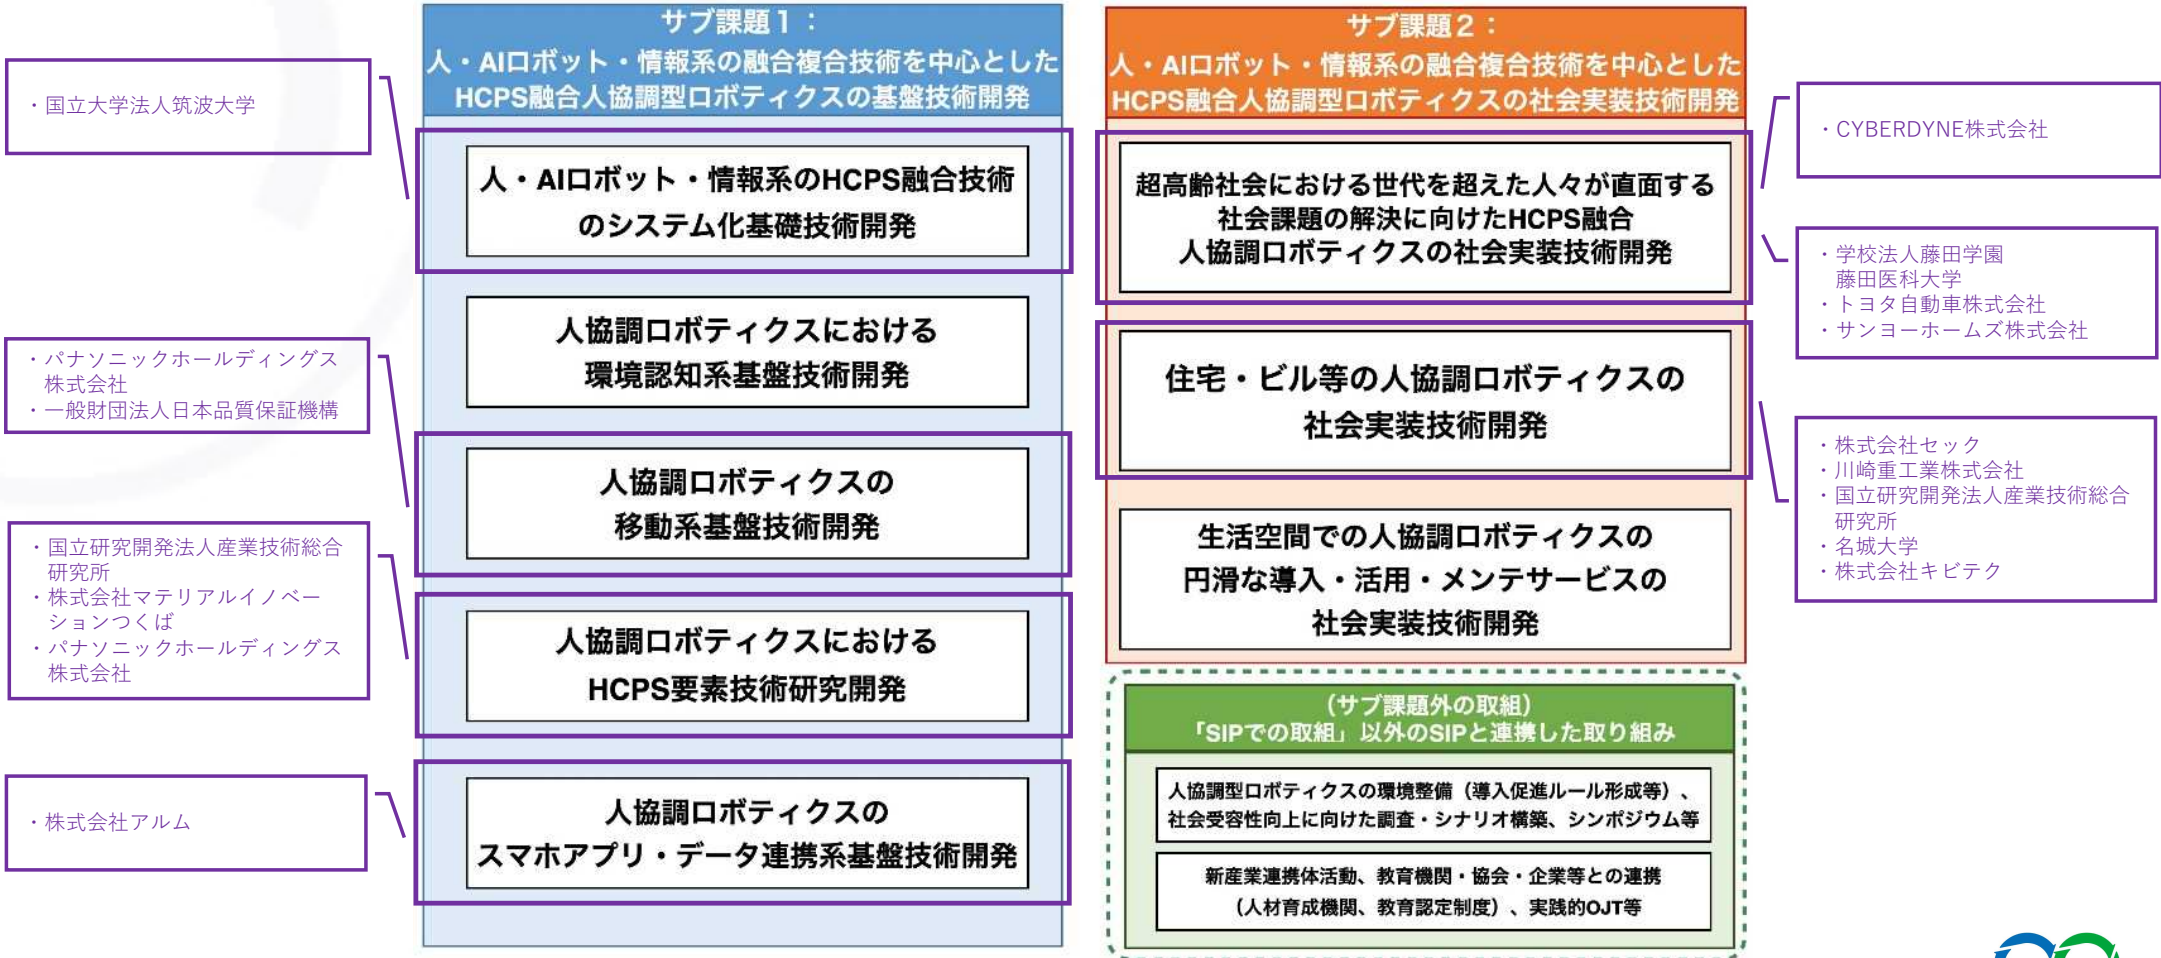 サブ課題1：
人・AIロボット・情報系の融合複合技術を中心とした
HCPS融合人協調型ロボティクスの基盤技術開発
・国立大学法人筑波大学
人・AIロボット・情報系のHCPS融合技術
のシステム化基礎技術開発
人協調ロボティクスにおける
環境認知系基盤技術開発
・パナソニックホールディングス
株式会社
・一般財団法人日本品質保証機構
人協調ロボティクスの
移動系基盤技術開発
・国立研究開発法人産業技術総合
研究所
・株式会社マテリアルイノベー
ションつくば
・パナソニックホールディングス
株式会社
人協調ロボティクスにおける
HCPS要素技術研究開発
・株式会社アルム
人協調ロボティクスの
スマホアプリ・データ連携系基盤技術開発
サブ課題2：
人・AIロボット・情報系の融合複合技術を中心とした
HCPS融合人協調型ロボティクスの社会実装技術開発
・CYBERDYNE株式会社
超高齢社会における世代を超えた人々が直面する
社会課題の解決に向けたHCPS融合
人協調ロボティクスの社会実装技術開発
・学校法人藤田学園
藤田医科大学
・トヨタ自動車株式会社
・サンヨーホームズ株式会社
住宅・ビル等の人協調ロボティクスの
社会実装技術開発
・株式会社セック
・川崎重工業株式会社
・国立研究開発法人産業技術総合
研究所
・名城大学
・株式会社キビテク
生活空間での人協調ロボティクスの
円滑な導入・活用・メンテサービスの
社会実装技術開発
（サブ課題外の取組）
「SIPでの取組」以外のSIPと連携した取り組み
人協調型ロボティクスの環境整備（導入促進ルール形成等）、
社会受容性向上に向けた調査・シナリオ構築、シンポジウム等
新産業連携体活動、教育機関・協会・企業等との連携
（人材育成機関、教育認定制度）、実践的OJT等